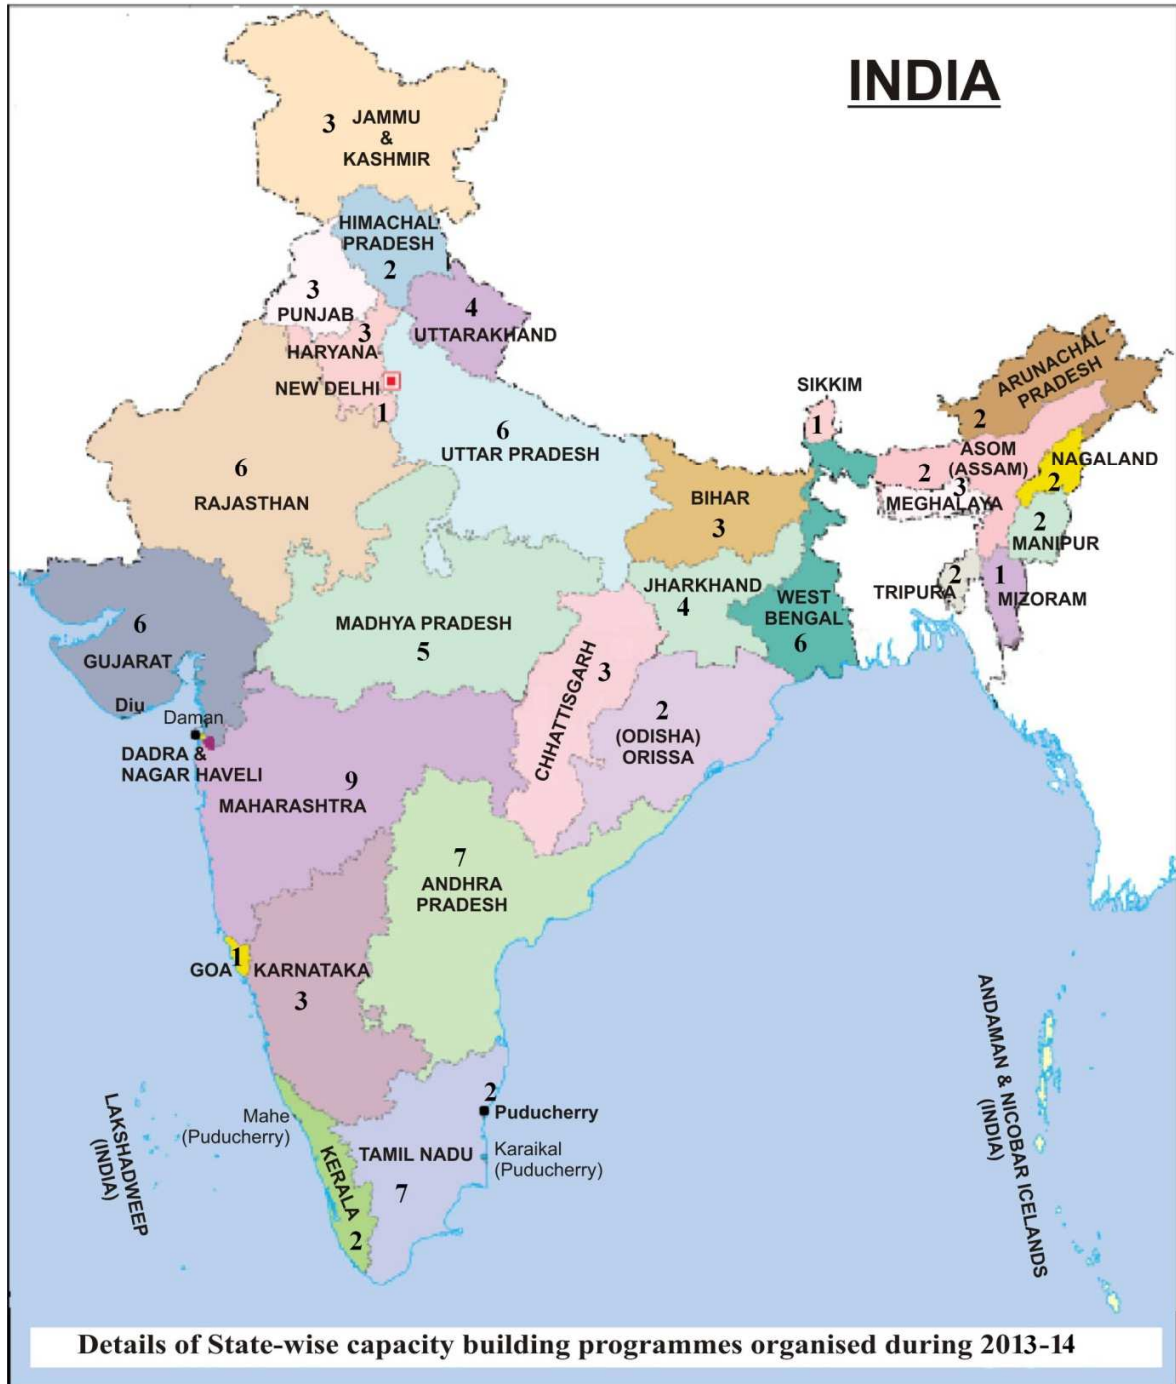 INDIA
3
JAMMU
&
KASHMIR
HIMACHAL
PRADESH
2
3
PUNJAB
4
UTTARAKHAND
3
HARYANA
NEW DELHI
1
6
UTTAR PRADESH
6
RAJASTHAN
SIKKIM
1
ARUNACHAL
PRADESH
2
ASOM
(ASSAM)
2
NAGALAND
2
3
MEGHALAYA
2
MANIPUR
2
TRIPURA
1
MIZORAM
BIHAR
3
JHARKHAND
4
WEST
BENGAL
6
6
GUJARAT
MADHYA PRADESH
5
CHHATTISGARH
3
2
(ODISHA)
ORISSA
Diu
Daman
DADRA &
NAGAR HAVELI
9
MAHARASHTRA
7
ANDHRA
PRADESH
1
GOA
KARNATAKA
3
2
Puducherry
Mahe
(Puducherry)
Karaikal
(Puducherry)
TAMIL NADU
7
KERALA
2
LAKSHADWEEP
(INDIA)
ANDAMAN & NICOBAR ICELANDS
(INDIA)
Details of State-wise capacity building programmes organised during 2013-14